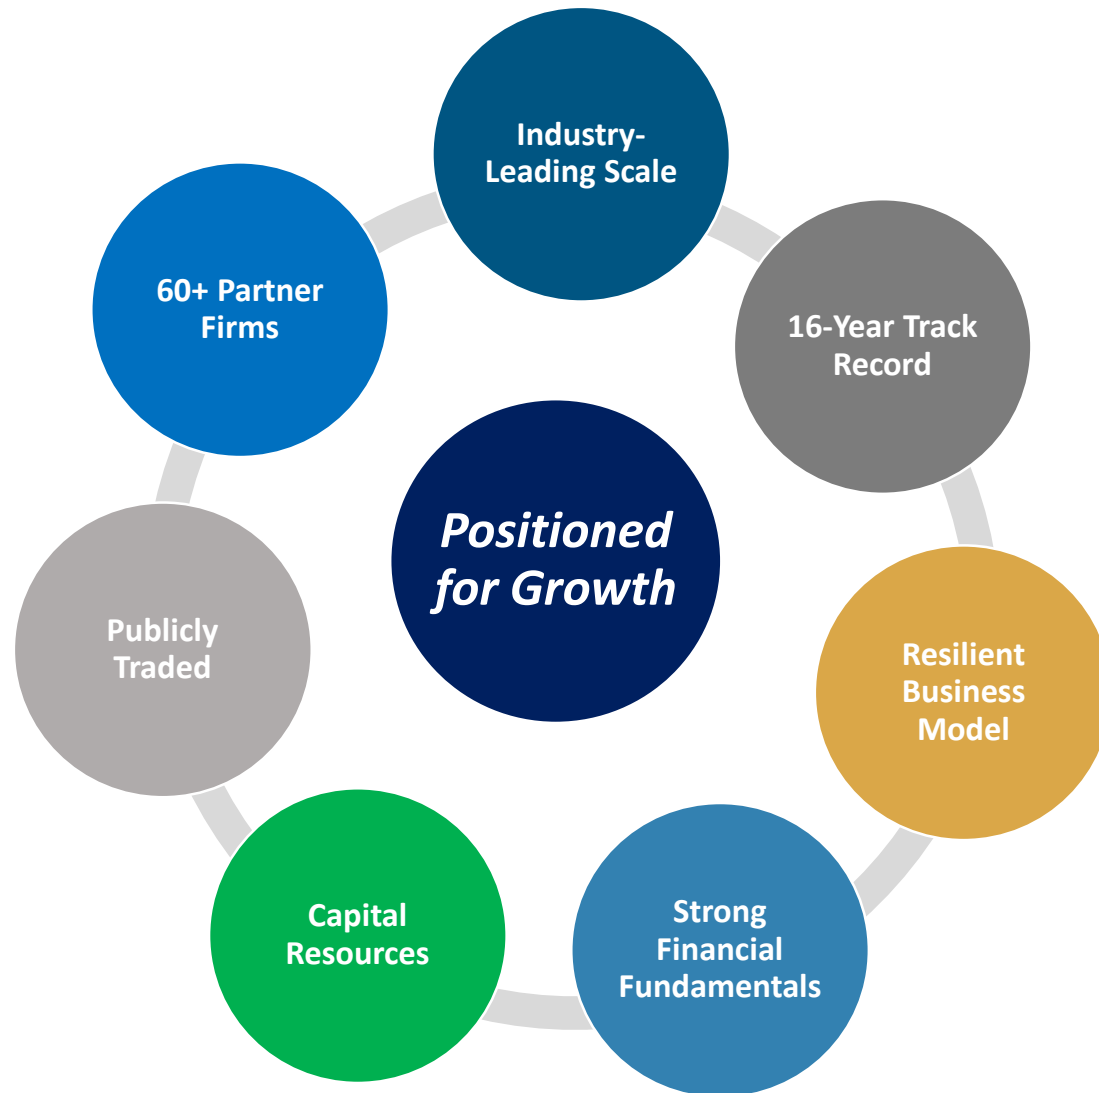 Industry-
Leading Scale
16-Year Track
Record
Resilient
Business
Model
Strong
Financial
Fundamentals
Capital
Resources
Publicly
Traded
60+ Partner
Firms
Positioned
for Growth